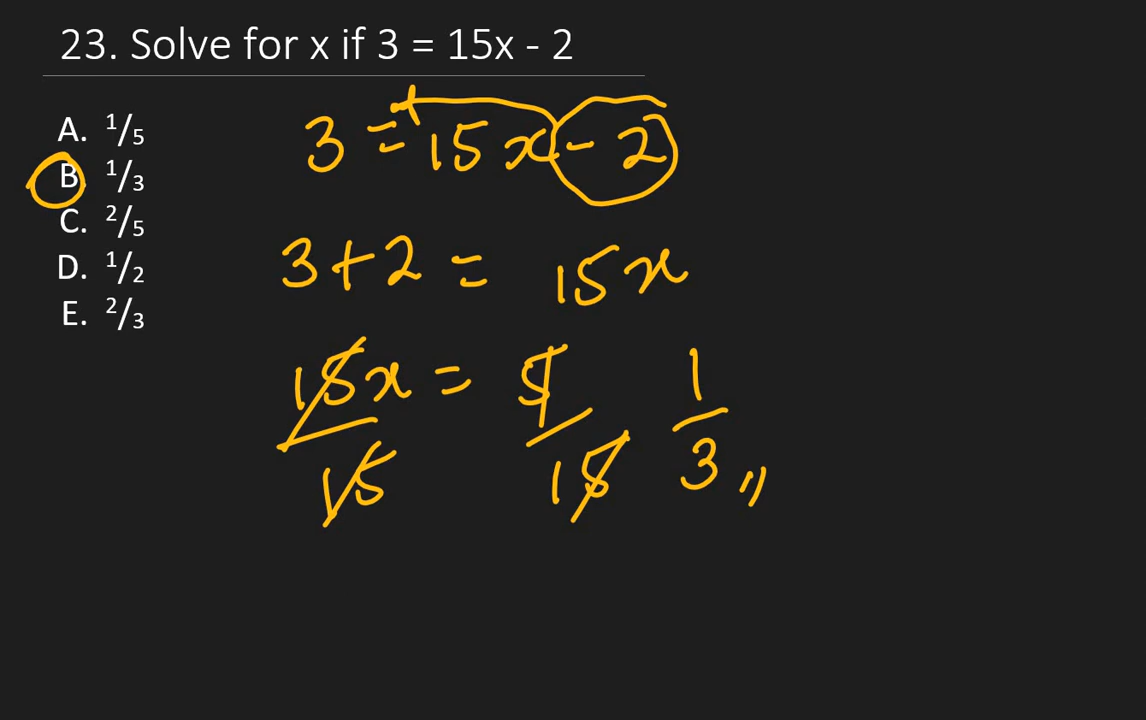 23. Solve for x if 3 = 15x - 2
A. 1/5
B 1/3
C. 2/5
D. 1/2
E. 2/3
+
3 = 15x - 2
3 + 2 = 15x
15x/15 = 5/15 1/3 //